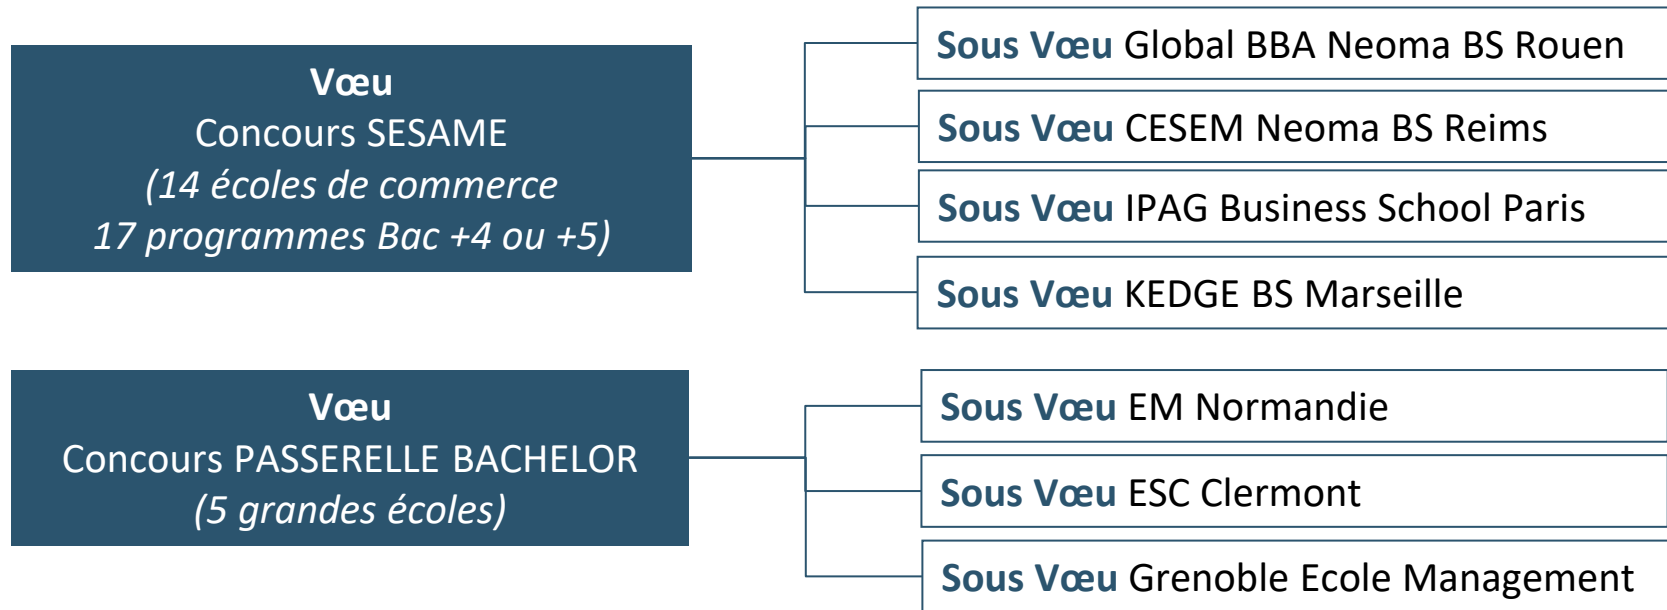 Vœu
Concours SESAME
(14 écoles de commerce
17 programmes Bac +4 ou +5)
Sous Vœu Global BBA Neoma BS Rouen
Sous Vœu CESEM Neoma BS Reims
Sous Vœu IPAG Business School Paris
Sous Vœu KEDGE BS Marseille
Vœu
Concours PASSERELLE BACHELOR
(5 grandes écoles)
Sous Vœu EM Normandie
Sous Vœu ESC Clermont
Sous Vœu Grenoble Ecole Management